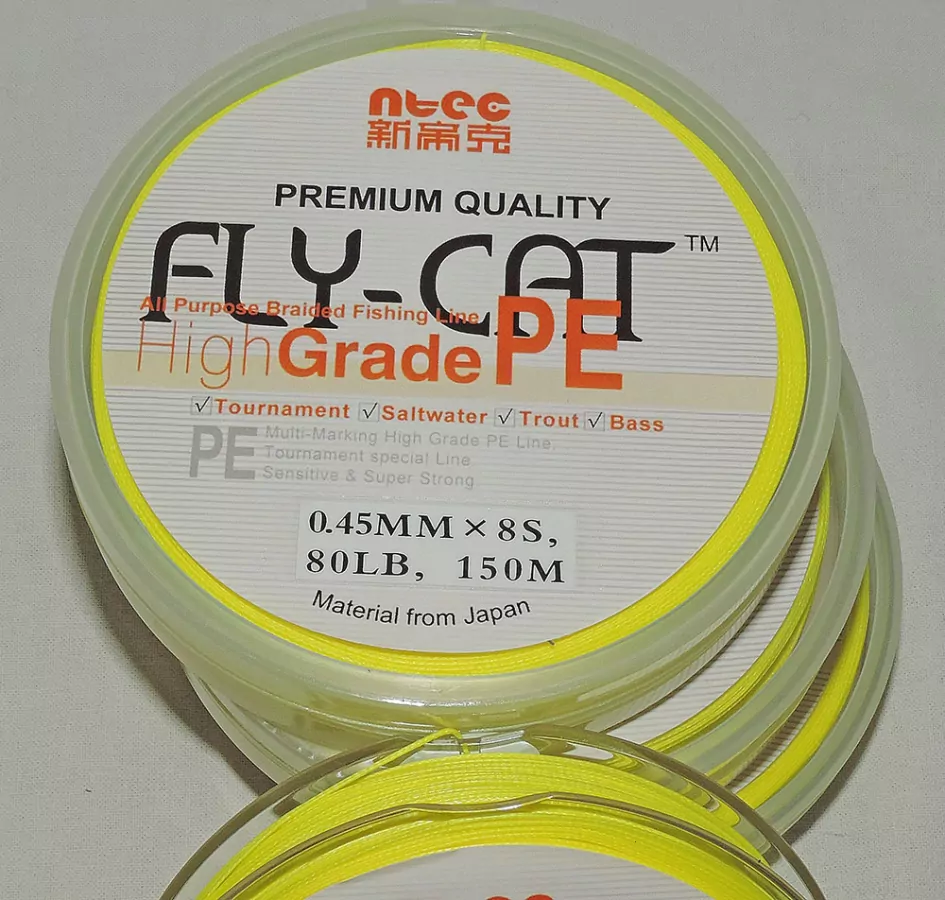 ntec
新帝克
PREMIUM QUALITY
FLY-CAT™
All Purpose Braided Fishing Line
HighGrade PE
☑Tournament ☑Saltwater ☑Trout ☑Bass
PE
Multi-Marking High Grade PE Line,
Tournament special Line
Sensitive & Super Strong
0.45MM×8S,
80LB, 150M
Material from Japan